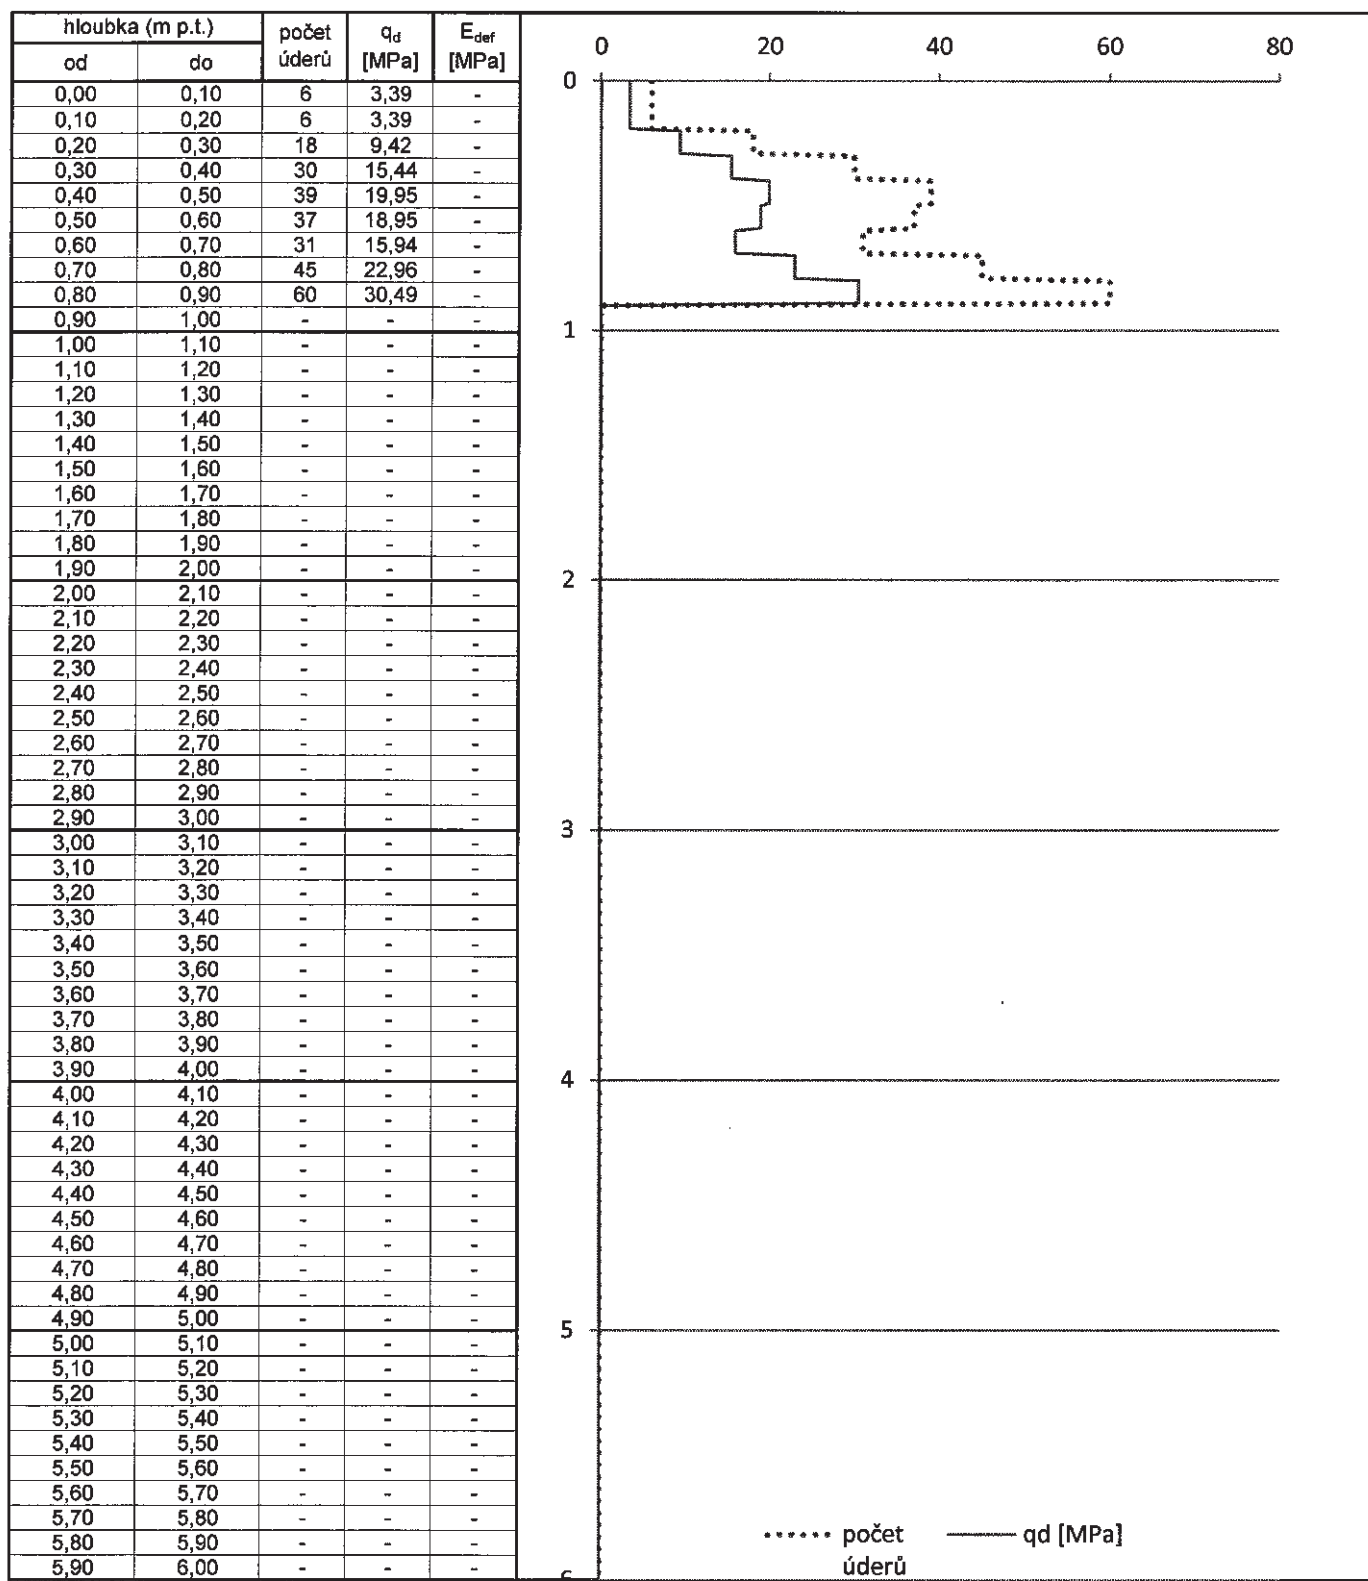 hloubka (m p.t.) počet úderů qd [MPa] Edef [MPa]
od do
0,00 0,10 6 3,39 -
0,10 0,20 6 3,39 -
0,20 0,30 18 9,42 -
0,30 0,40 30 15,44 -
0,40 0,50 39 19,95 -
0,50 0,60 37 18,95 -
0,60 0,70 31 15,94 -
0,70 0,80 45 22,96 -
0,80 0,90 60 30,49 -
0,90 1,00 - - -
1,00 1,10 - - -
1,10 1,20 - - -
1,20 1,30 - - -
1,30 1,40 - - -
1,40 1,50 - - -
1,50 1,60 - - -
1,60 1,70 - - -
1,70 1,80 - - -
1,80 1,90 - - -
1,90 2,00 - - -
2,00 2,10 - - -
2,10 2,20 - - -
2,20 2,30 - - -
2,30 2,40 - - -
2,40 2,50 - - -
2,50 2,60 - - -
2,60 2,70 - - -
2,70 2,80 - - -
2,80 2,90 - - -
2,90 3,00 - - -
3,00 3,10 - - -
3,10 3,20 - - -
3,20 3,30 - - -
3,30 3,40 - - -
3,40 3,50 - - -
3,50 3,60 - - -
3,60 3,70 - - -
3,70 3,80 - - -
3,80 3,90 - - -
3,90 4,00 - - -
4,00 4,10 - - -
4,10 4,20 - - -
4,20 4,30 - - -
4,30 4,40 - - -
4,40 4,50 - - -
4,50 4,60 - - -
4,60 4,70 - - -
4,70 4,80 - - -
4,80 4,90 - - -
4,90 5,00 - - -
5,00 5,10 - - -
5,10 5,20 - - -
5,20 5,30 - - -
5,30 5,40 - - -
5,40 5,50 - - -
5,50 5,60 - - -
5,60 5,70 - - -
5,70 5,80 - - -
5,80 5,90 - - -
5,90 6,00 - - -
0 20 40 60 80
0
1
2
3
4
5
počet úderů
qd [MPa]